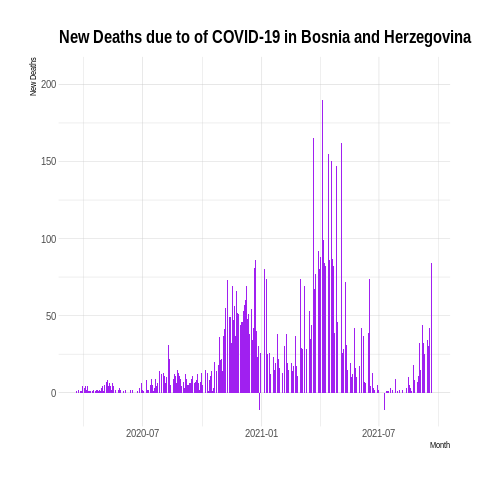 New Deaths due to of COVID-19 in Bosnia and Herzegovina
New Deaths
200
150
100
50
0
2020-07 2021-01 2021-07
Month